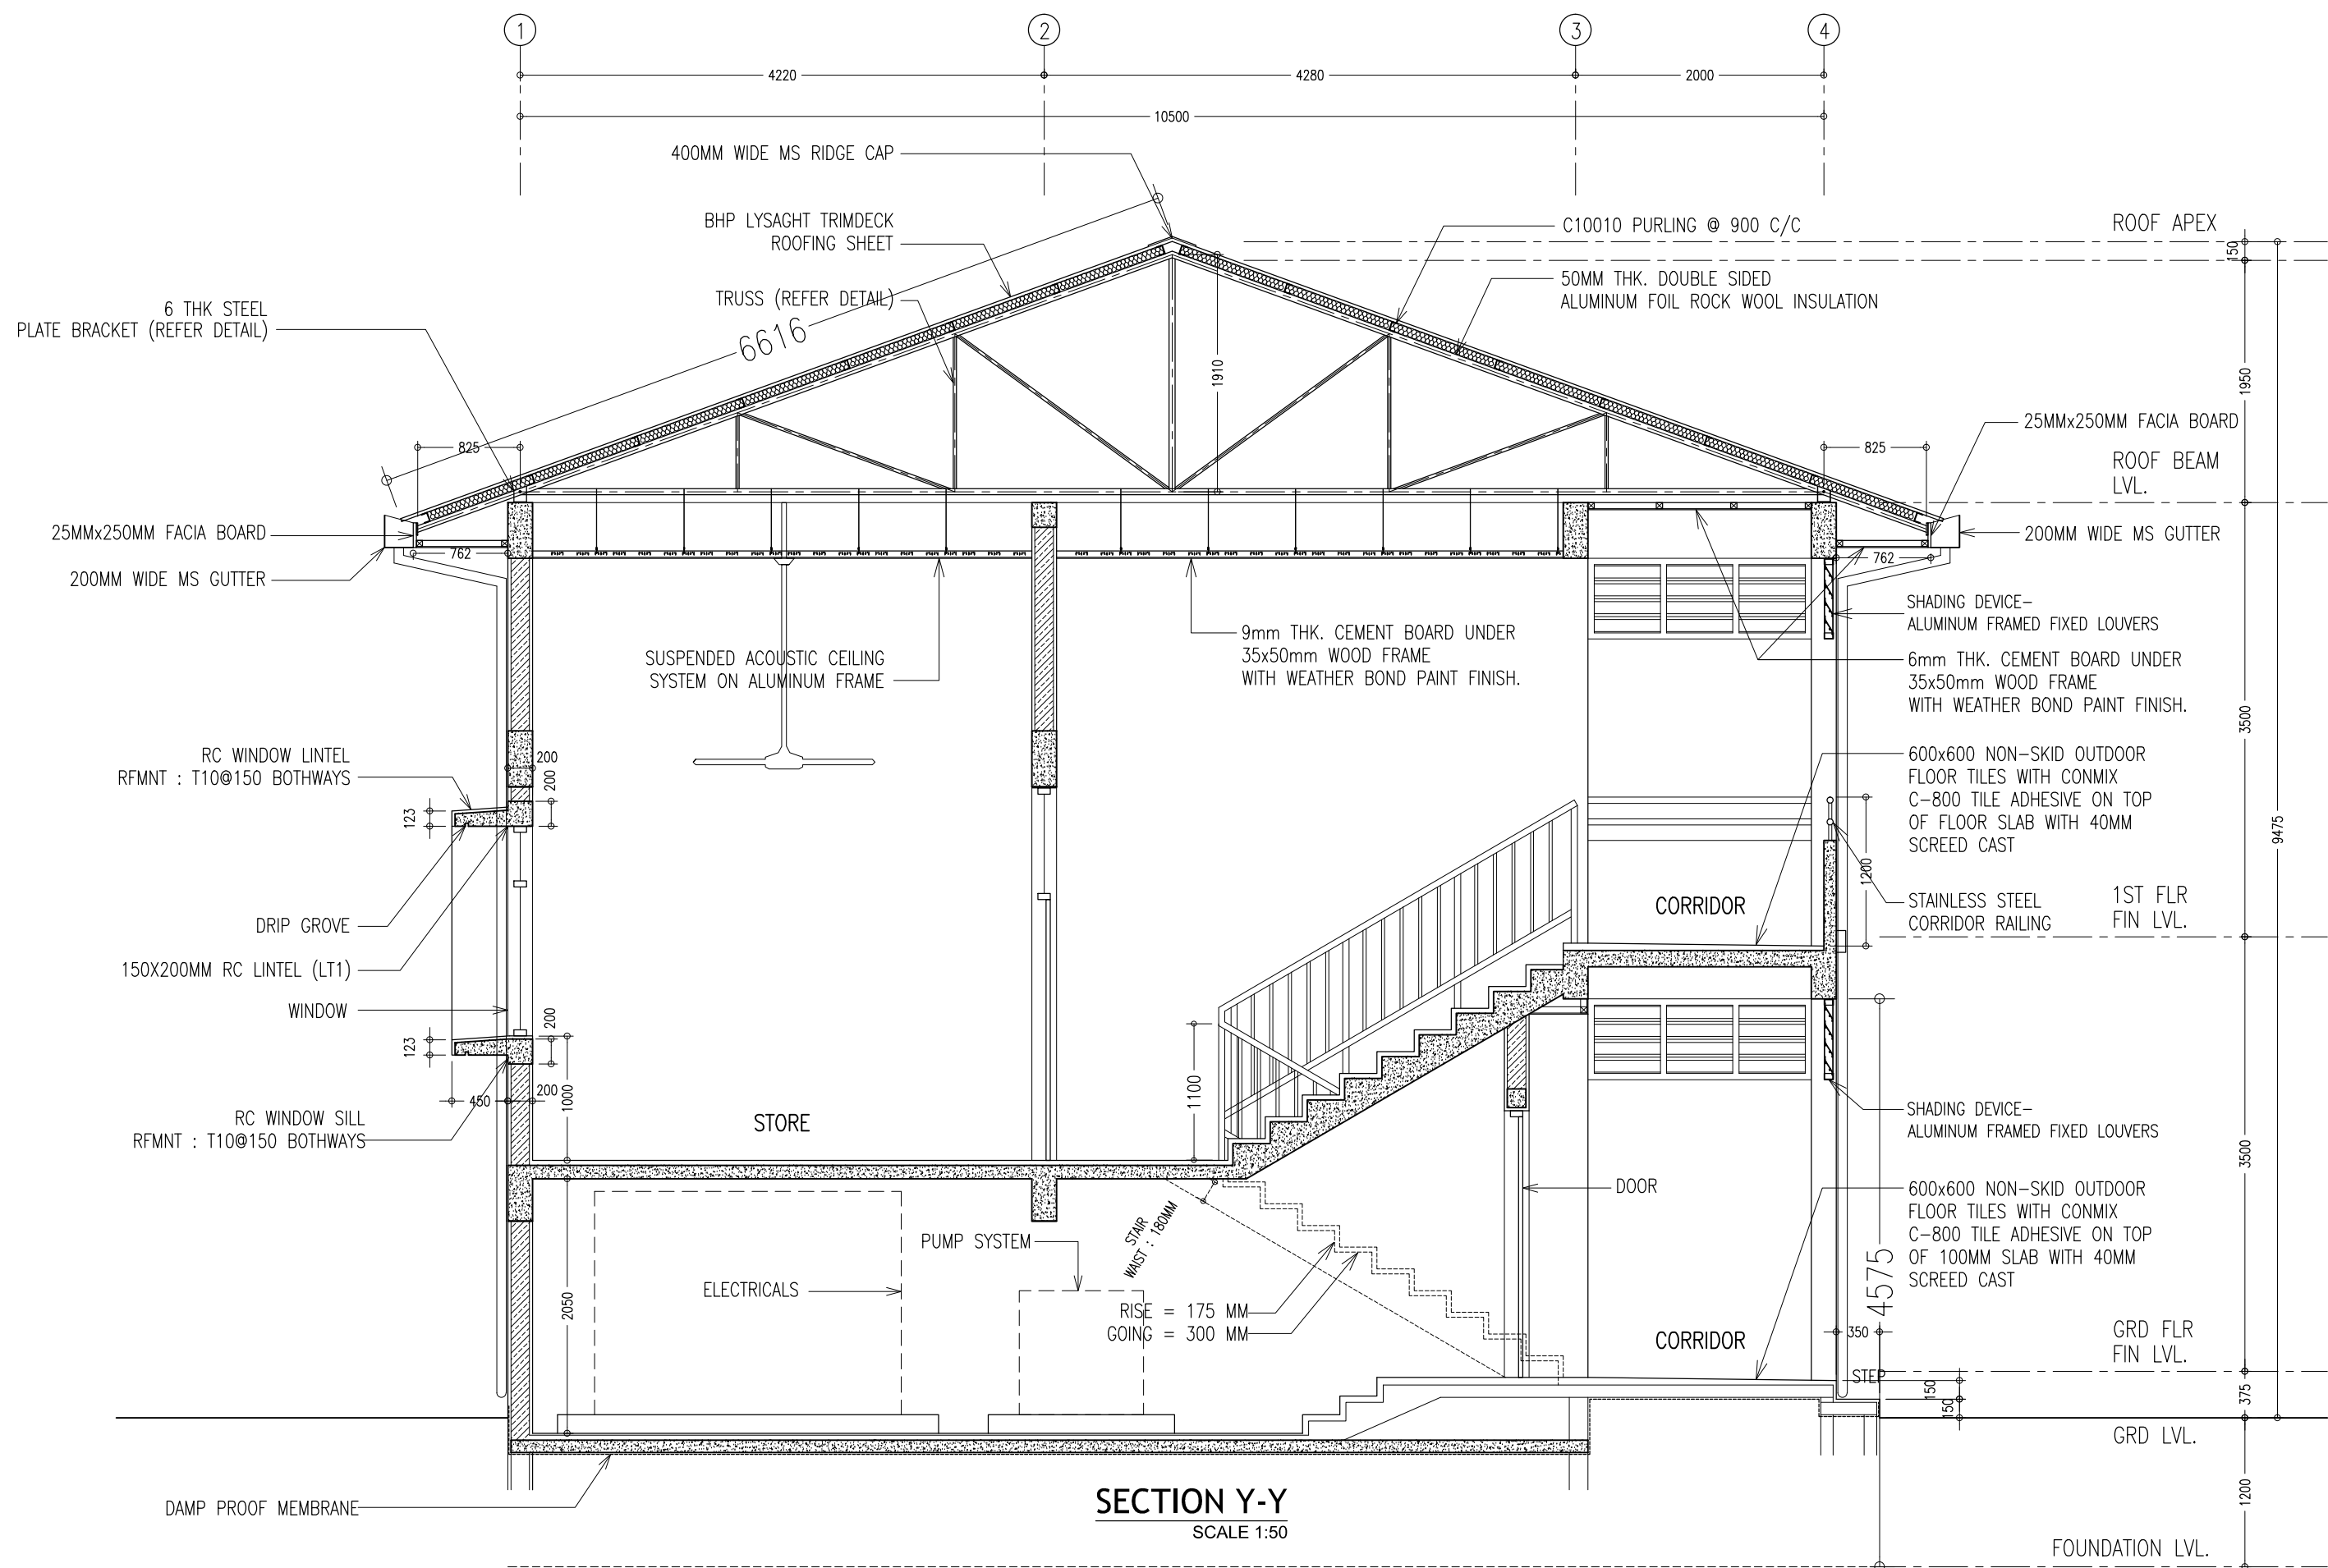 1
2
3
4
4220
4280
2000
10500
400MM WIDE MS RIDGE CAP
BHP LYSAGHT TRIMDECK
ROOFING SHEET
C10010 PURLING @ 900 C/C
ROOF APEX
150
50MM THK. DOUBLE SIDED
ALUMINUM FOIL ROCK WOOL INSULATION
TRUSS (REFER DETAIL)
6 THK STEEL
PLATE BRACKET (REFER DETAIL)
6616
1910
1950
825
825
25MMx250MM FACIA BOARD
ROOF BEAM
LVL.
25MMx250MM FACIA BOARD
200MM WIDE MS GUTTER
762
762
200MM WIDE MS GUTTER
SHADING DEVICE-
ALUMINUM FRAMED FIXED LOUVERS
9mm THK. CEMENT BOARD UNDER
35x50mm WOOD FRAME
WITH WEATHER BOND PAINT FINISH.
SUSPENDED ACOUSTIC CEILING
SYSTEM ON ALUMINUM FRAME
6mm THK. CEMENT BOARD UNDER
35x50mm WOOD FRAME
WITH WEATHER BOND PAINT FINISH.
3500
RC WINDOW LINTEL
RFMNT : T10@150 BOTHWAYS
200
200
123
600x600 NON-SKID OUTDOOR
FLOOR TILES WITH CONMIX
C-800 TILE ADHESIVE ON TOP
OF FLOOR SLAB WITH 40MM
SCREED CAST
9475
1200
DRIP GROVE
CORRIDOR
STAINLESS STEEL
CORRIDOR RAILING
1ST FLR
FIN LVL.
150X200MM RC LINTEL (LT1)
WINDOW
200
123
450
200
1000
1100
RC WINDOW SILL
RFMNT : T10@150 BOTHWAYS
STORE
SHADING DEVICE-
ALUMINUM FRAMED FIXED LOUVERS
3500
DOOR
600x600 NON-SKID OUTDOOR
FLOOR TILES WITH CONMIX
C-800 TILE ADHESIVE ON TOP
OF 100MM SLAB WITH 40MM
SCREED CAST
STAIR
WAIST : 180MM
PUMP SYSTEM
ELECTRICALS
2050
RISE = 175 MM
GOING = 300 MM
4575
350
CORRIDOR
GRD FLR
FIN LVL.
STEP
150
150
375
GRD LVL.
1200
DAMP PROOF MEMBRANE
SECTION Y-Y
SCALE 1:50
FOUNDATION LVL.